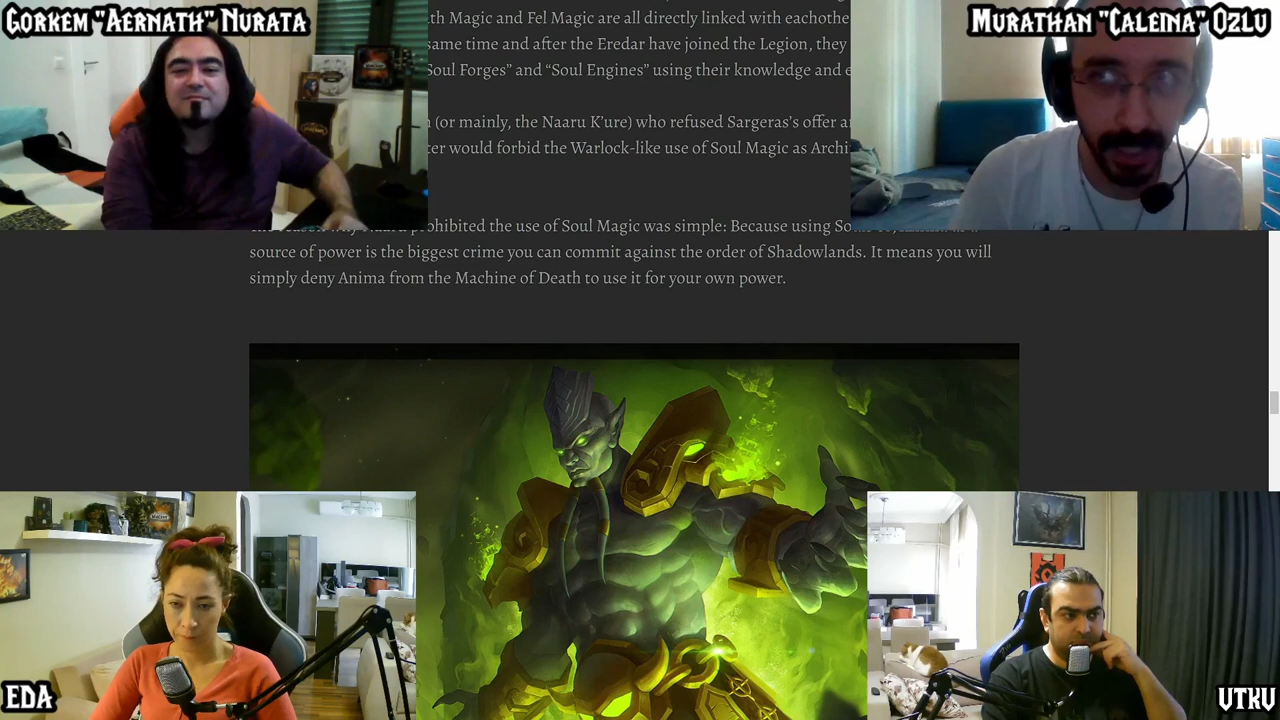 GORKEM "AERNATH" NURATA
MURATHAN "CALEINA" OZLU
th Magic and Fel Magic are all directly linked with eachothe
same time and after the Eredar have joined the Legion, they
Soul Forges” and “Soul Engines” using their knowledge and e
(or mainly, the Naaru K’ure) who refused Sargeras’s offer a
ter would forbid the Warlock-like use of Soul Magic as Archi
prohibited the use of Soul Magic was simple: Because using
source of power is the biggest crime you can commit against the order of Shadowlands. It means you will
simply deny Anima from the Machine of Death to use it for your own power.
EDA
UTKU